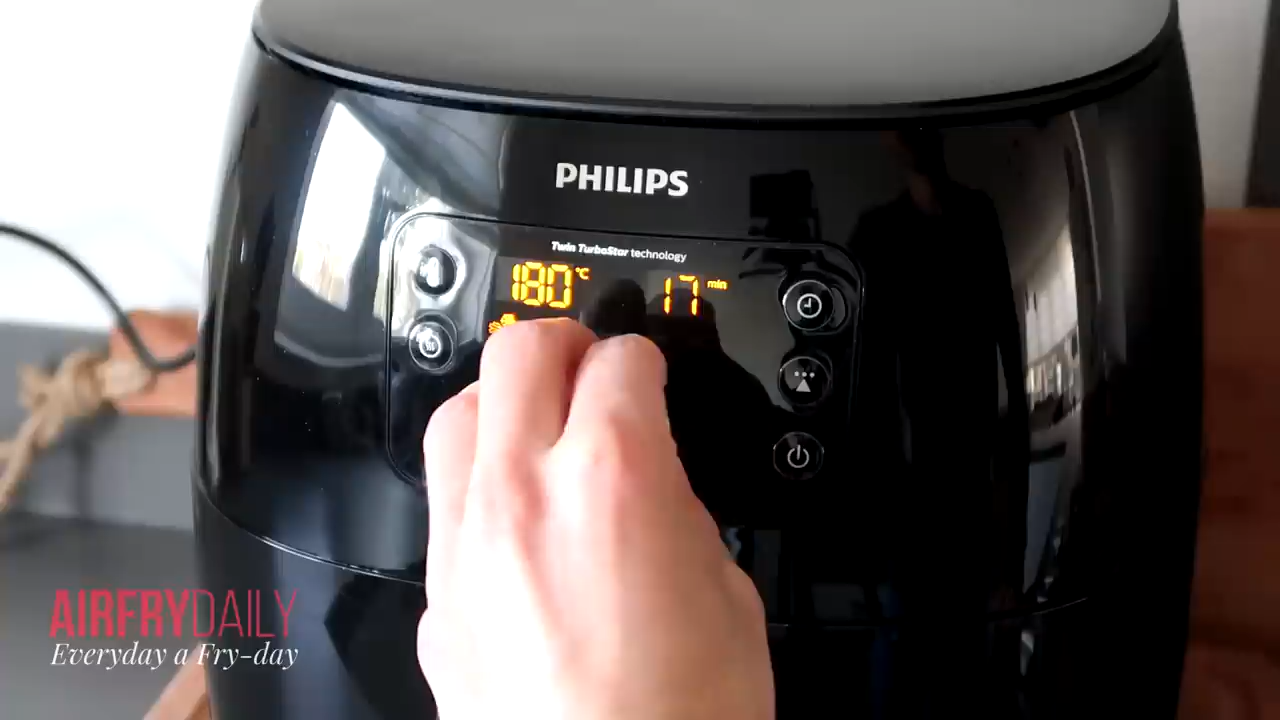 PHILIPS
Twin TurboStar technology
180°C 17 min
AIRFRYDAILY
Everyday a Fry-day